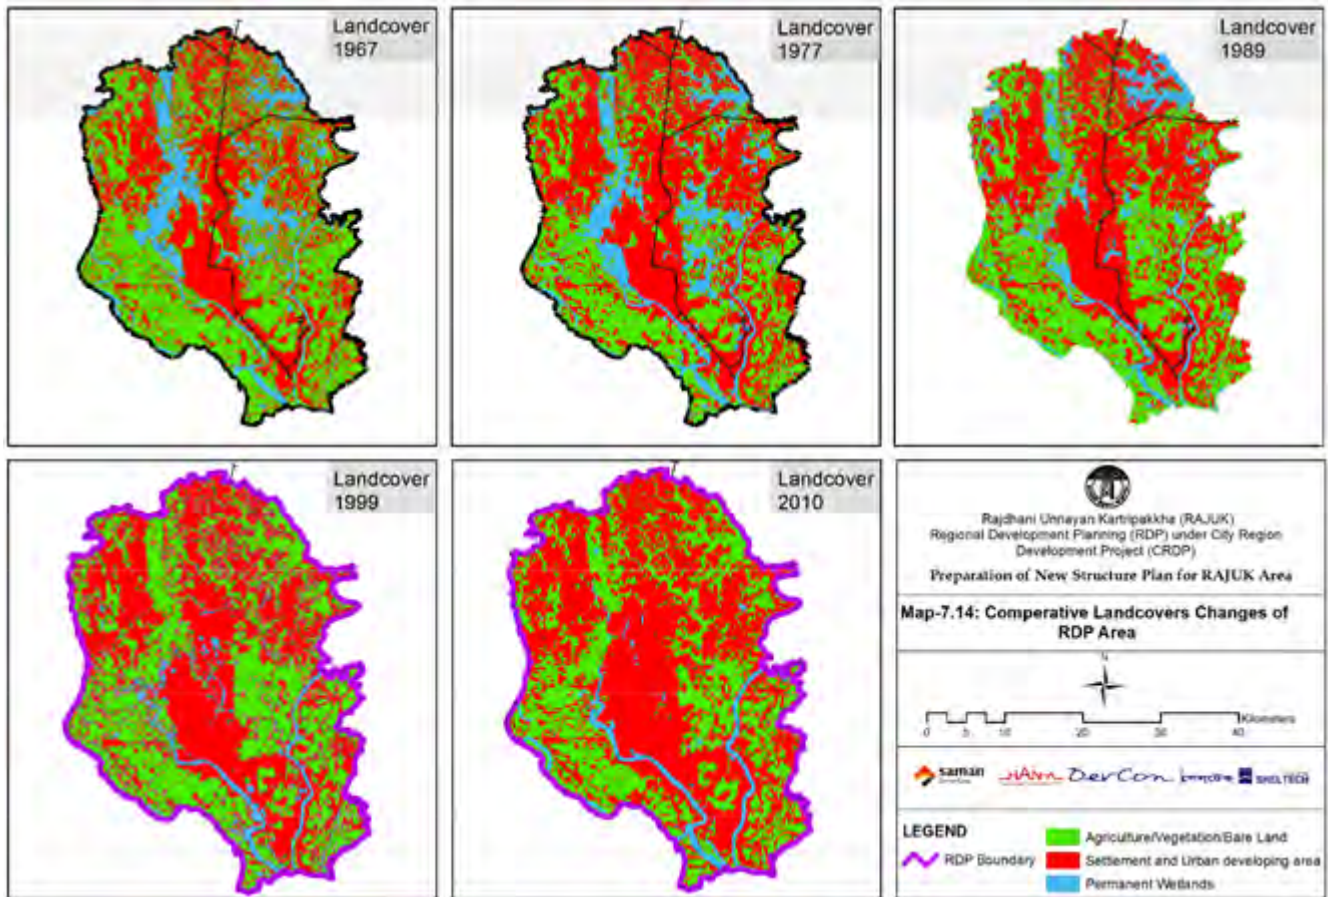 Landcover
1967
Landcover
1977
Landcover
1989
Landcover
1999
Landcover
2010
Rajdhani Unnayan Kartripakkha (RAJUK)
Regional Development Planning (RDP) under City Region
Development Project (CRDP)
Preparation of New Structure Plan for RAJUK Area
Map-7.14: Comperative Landcovers Changes of
RDP Area
N
0 5 10 20 30 40 Kilometers
saman DevCon SHELTECH
LEGEND
RDP Boundary
Agriculture/Vegetation/Bare Land
Settlement and Urban developing area
Permanent Wetlands